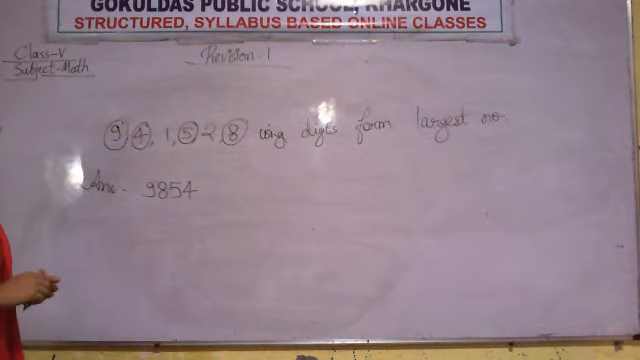 GOKULDAS PUBLIC SCHOOL, KHARGONE
STRUCTURED, SYLLABUS BASED ONLINE CLASSES
Class-V
Subject-Math
Revision-1
9, 4, 1, 5 2, 8 using digits form largest no.
Ans - 9854